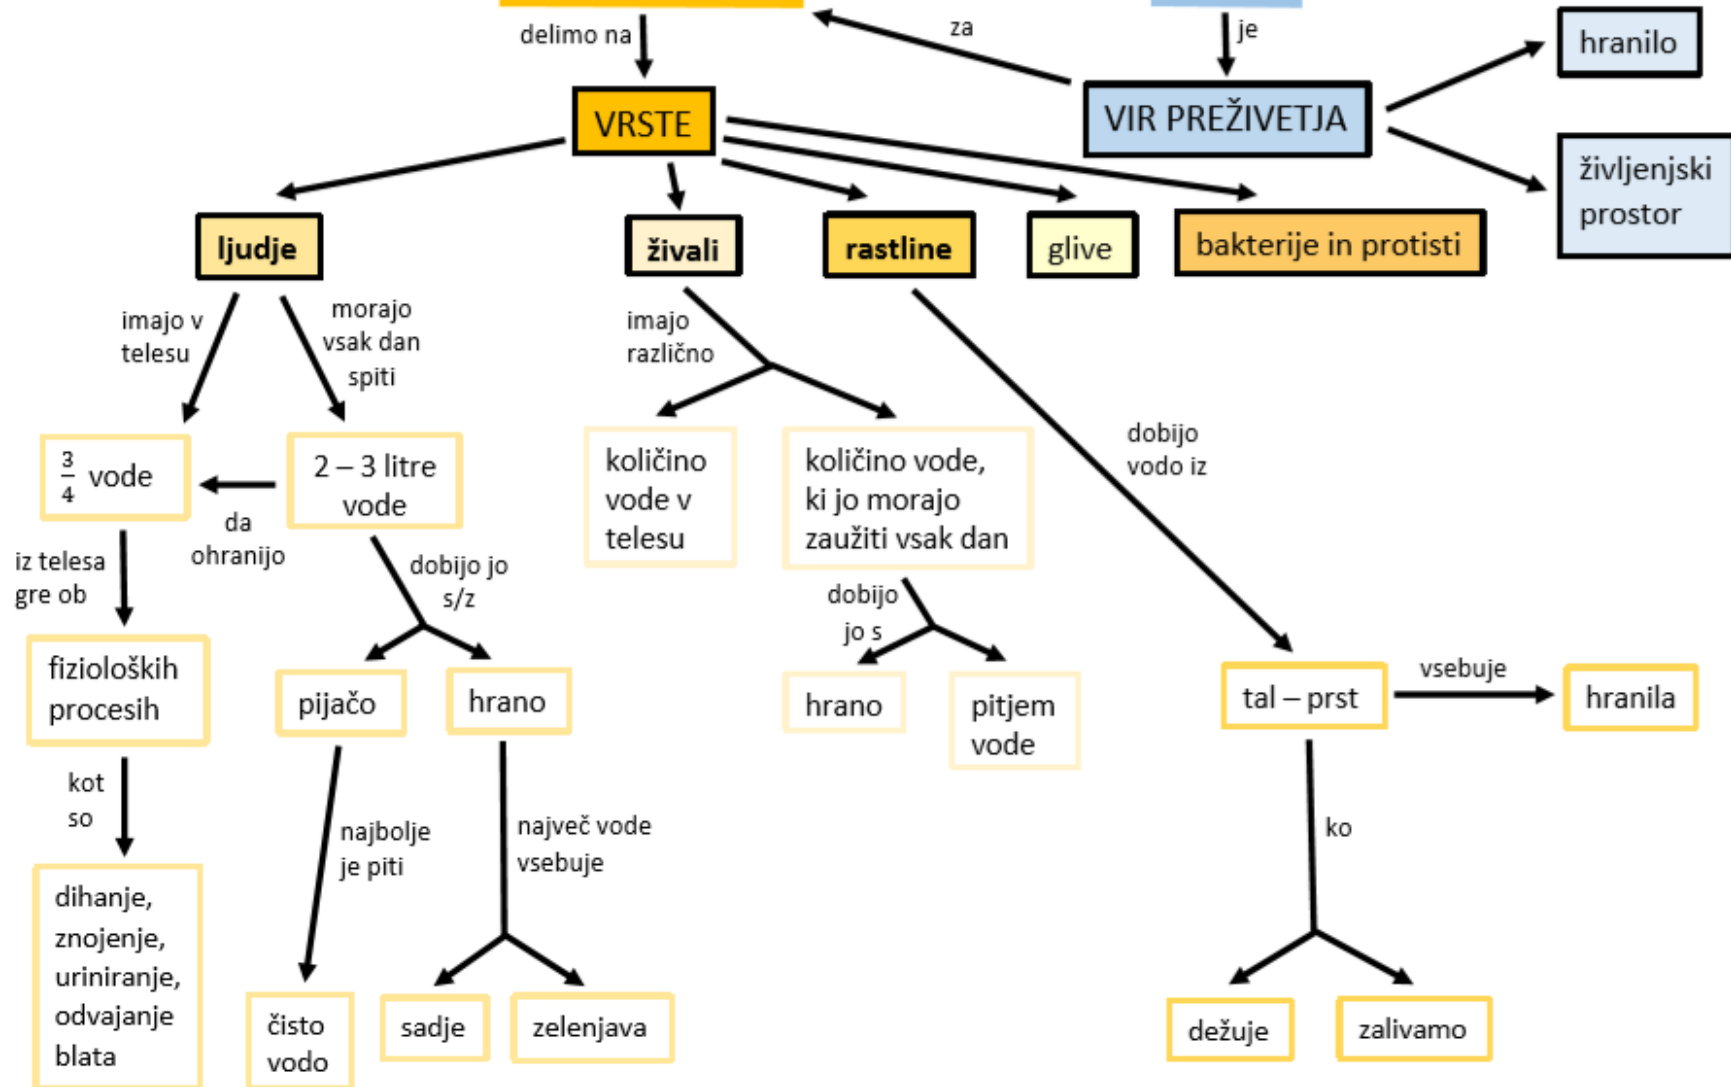 delimo na
za
je
hranilo
VRSTE
VIR PREŽIVETJA
življenjski
prostor
ljudje
živali
rastline
glive
bakterije in protisti
imajo v
telesu
morajo
vsak dan
spiti
imajo
različno
dobijo
vodo iz
3/4 vode
2 – 3 litre
vode
da
ohranijo
količino
vode v
telesu
količino vode,
ki jo morajo
zaužiti vsak dan
iz telesa
gre ob
dobijo jo
s/z
dobijo
jo s
fizioloških
procesih
pijačo
hrano
hrano
pitjem
vode
tal – prst
vsebuje
hranila
kot
so
najbolje
je piti
največ vode
vsebuje
ko
dihanje,
znojenje,
uriniranje,
odvajanje
blata
čisto
vodo
sadje
zelenjava
dežuje
zalivamo